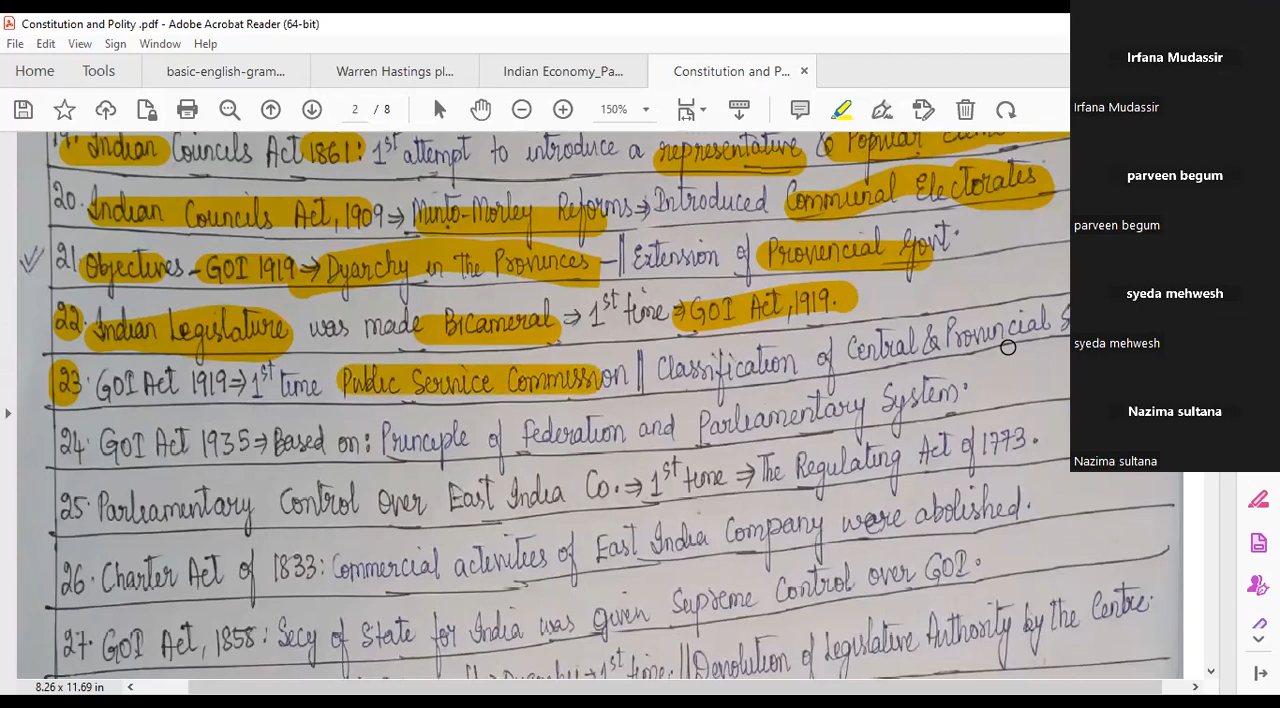 Constitution and Polity .pdf - Adobe Acrobat Reader (64-bit)
File Edit View Sign Window Help
Home Tools basic-english-gram... Warren Hastings pl... Indian Economy_Pa... Constitution and P... ×
2 / 8 150%
19. Indian Councils Act 1861: 1st attempt to introduce a representative & Popular
20. Indian Councils Act, 1909 ⇒ Minto-Morley Reforms ⇒ Introduced Communal Electorates
21. Objectives - GOI 1919 ⇒ Dyarchy in the Provinces - || Extension of Provencial Govt.
22. Indian Legislature was made Bicameral ⇒ 1st time ⇒ GOI Act, 1919.
23. GOI Act 1919 ⇒ 1st time Public Service Commission || Classification of Central & Provincial
24. GOI Act 1935 ⇒ Based on: Principle of federation and Parliamentary System.
25. Parliamentary Control over East India Co. ⇒ 1st time ⇒ The Regulating Act of 1773.
26. Charter Act of 1833: Commercial activitees of East India Company were abolished.
27. GOI Act, 1858: Secy of State for India was given Supreme Control over GOI.
1st time. || Devolution of Legislative Authority by the Centre.
8.26 x 11.69 in
Irfana Mudassir
Irfana Mudassir
parveen begum
parveen begum
syeda mehwesh
syeda mehwesh
Nazima sultana
Nazima sultana